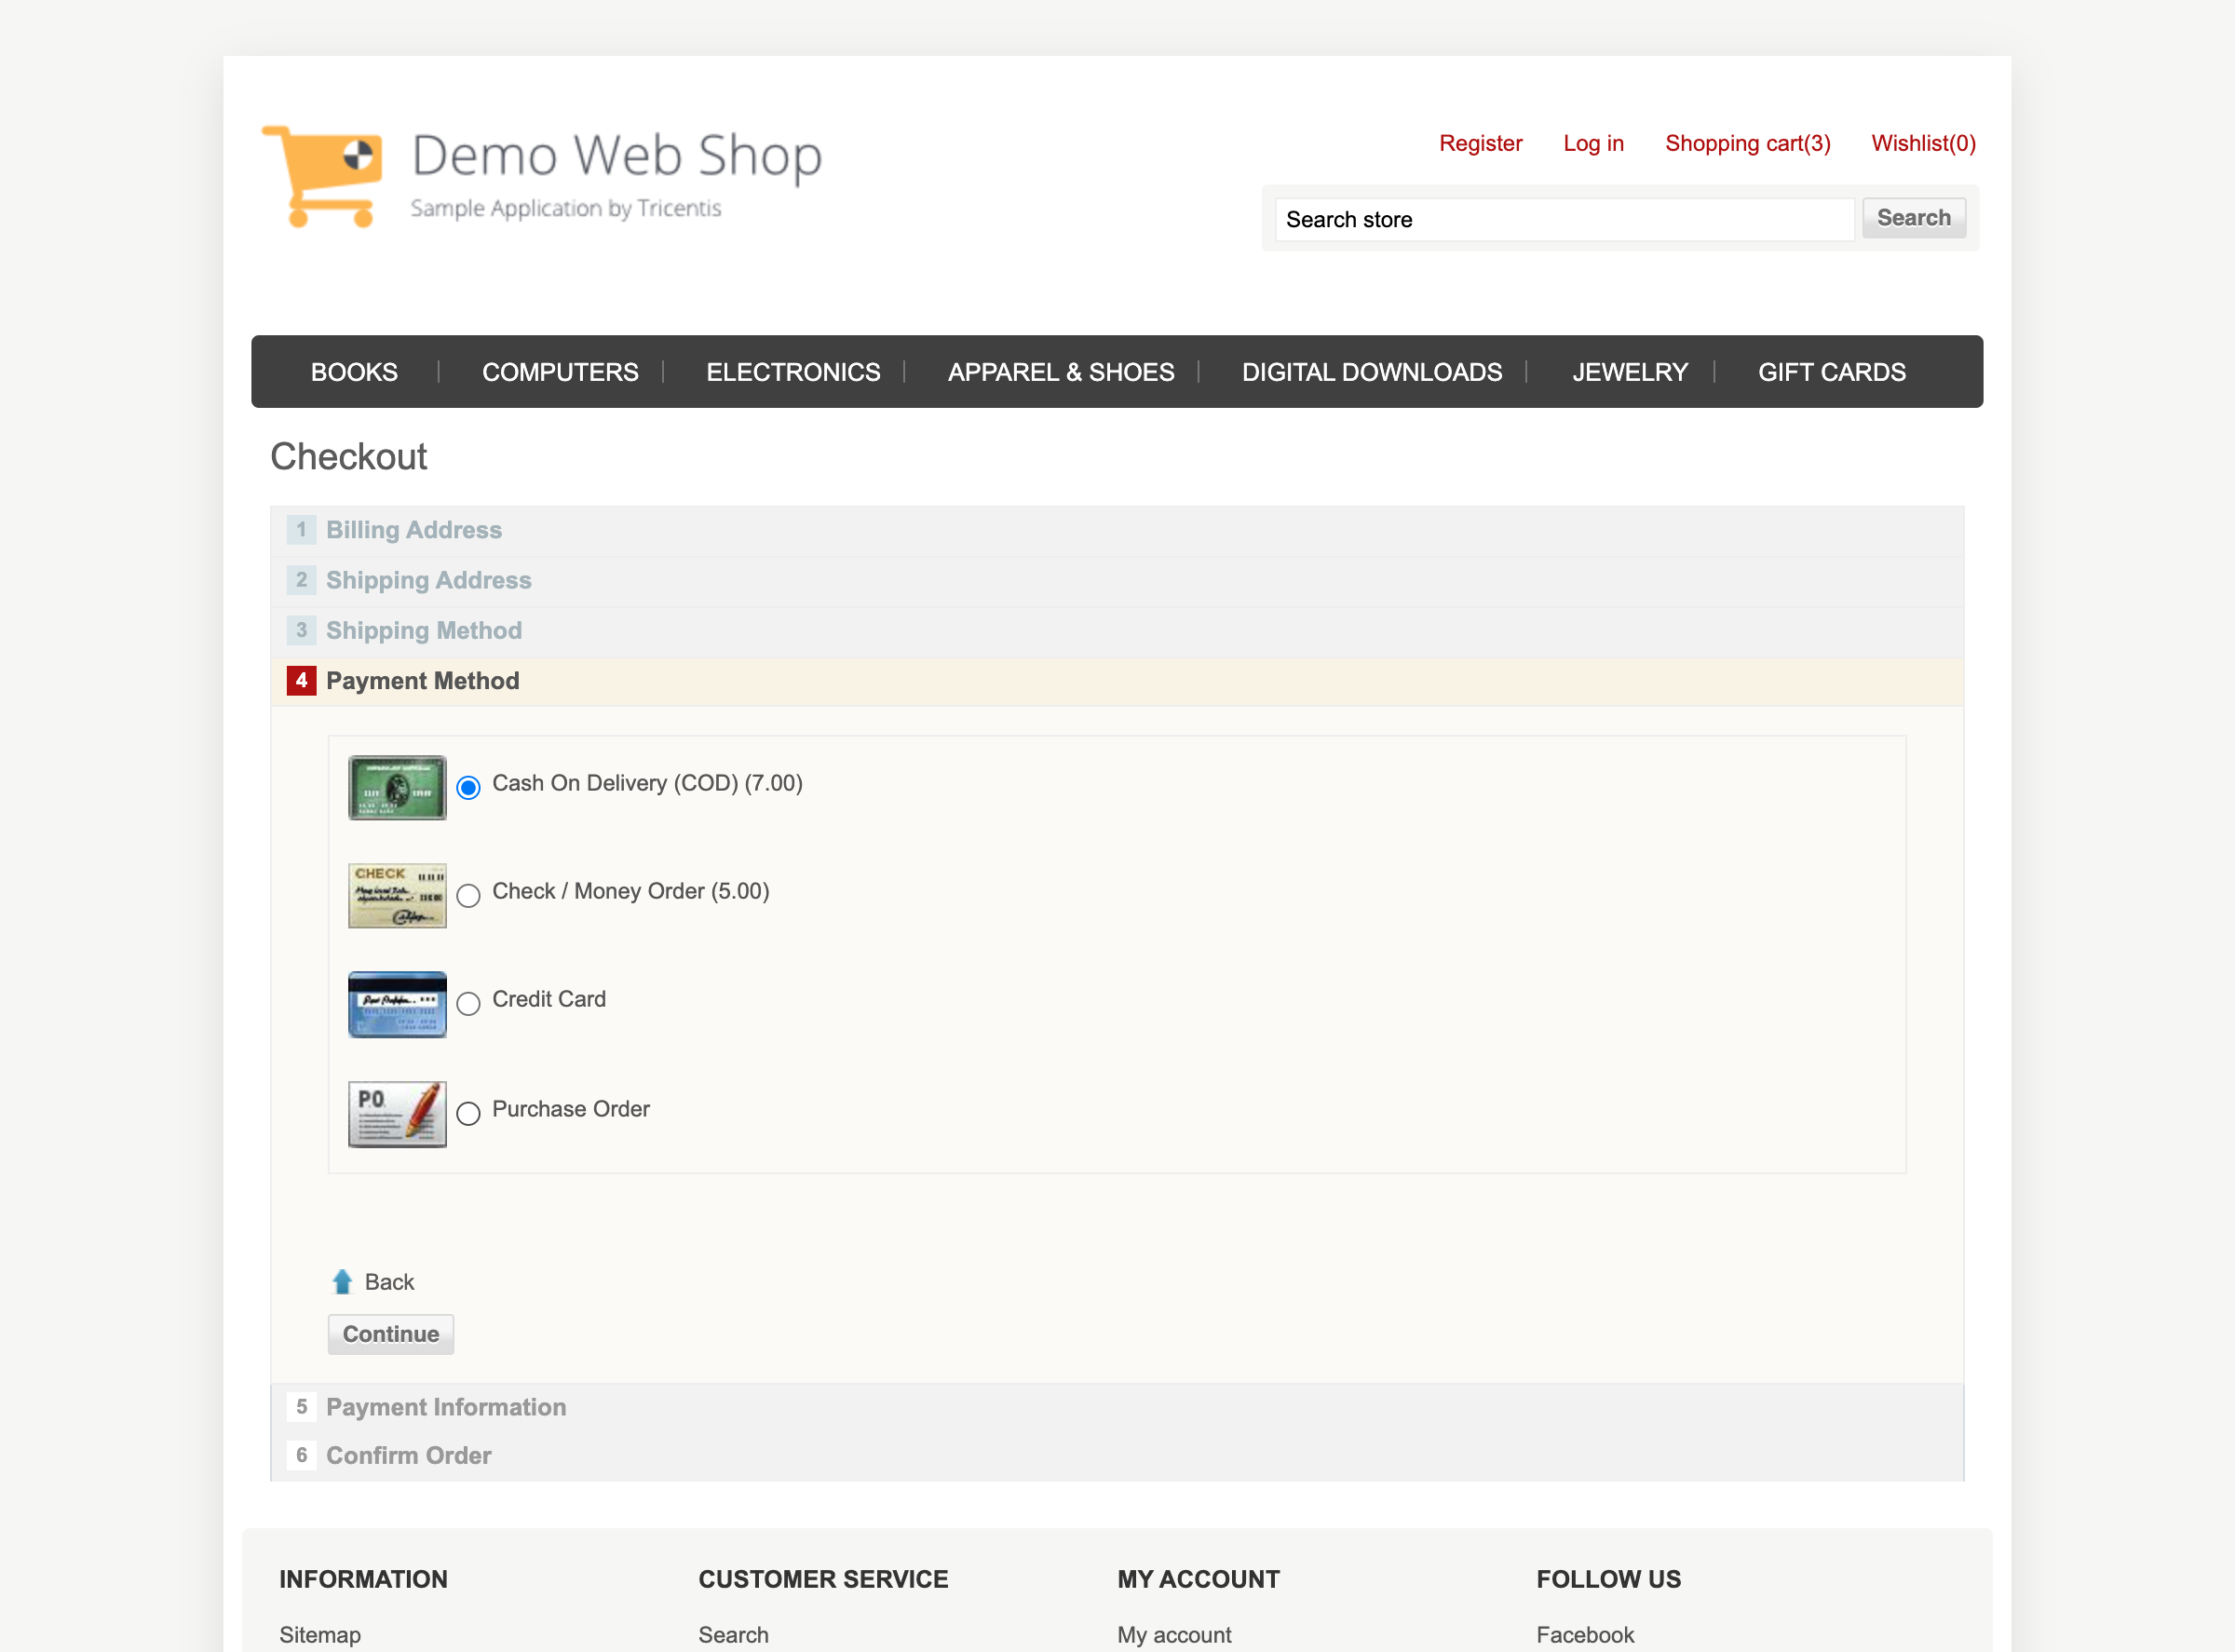 Demo Web Shop
Sample Application by Tricentis
Register Log in Shopping cart(3) Wishlist(0)
Search store Search
BOOKS COMPUTERS ELECTRONICS APPAREL & SHOES DIGITAL DOWNLOADS JEWELRY GIFT CARDS
Checkout
1 Billing Address
2 Shipping Address
3 Shipping Method
4 Payment Method
Cash On Delivery (COD) (7.00)
CHECK
Check / Money Order (5.00)
Credit Card
P.O.
Purchase Order
Back
Continue
5 Payment Information
6 Confirm Order
INFORMATION CUSTOMER SERVICE MY ACCOUNT FOLLOW US
Sitemap Search My account Facebook